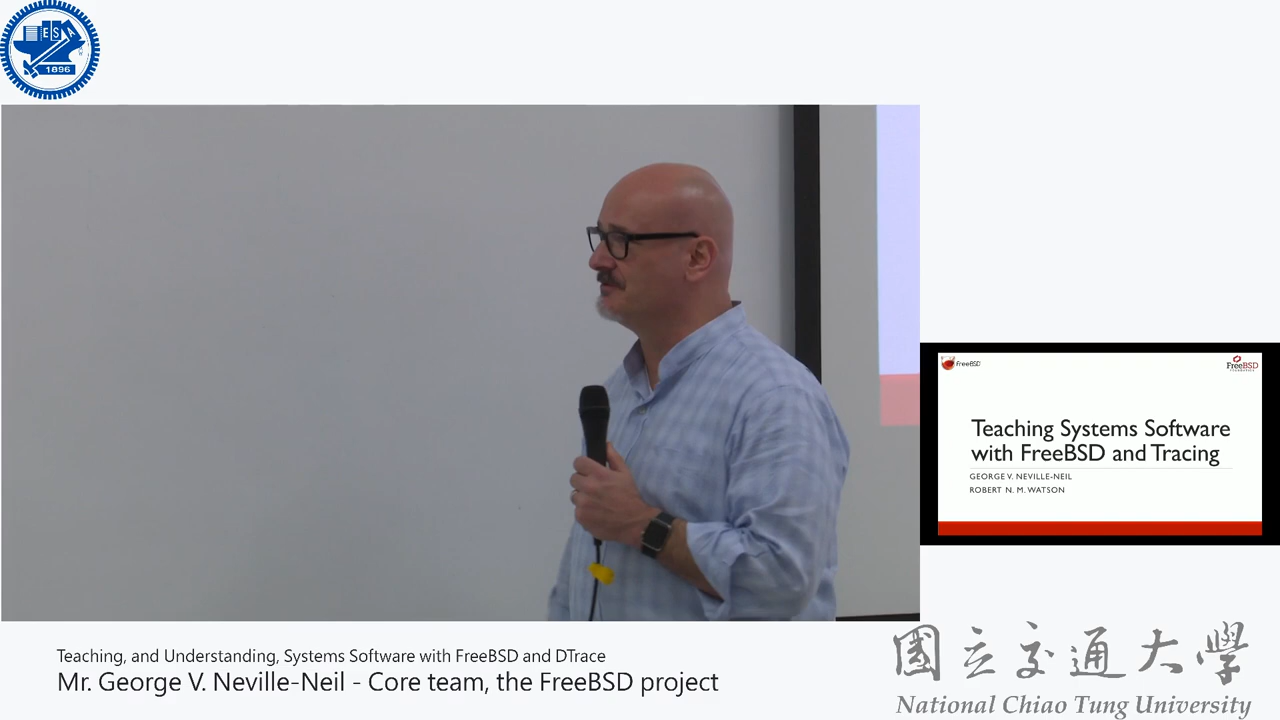 ESA
1896
FreeBSD
FreeBSD
Teaching Systems Software
with FreeBSD and Tracing
GEORGE V. NEVILLE-NEIL
ROBERT N. M. WATSON
Teaching, and Understanding, Systems Software with FreeBSD and DTrace
Mr. George V. Neville-Neil - Core team, the FreeBSD project
國立交通大學
National Chiao Tung University